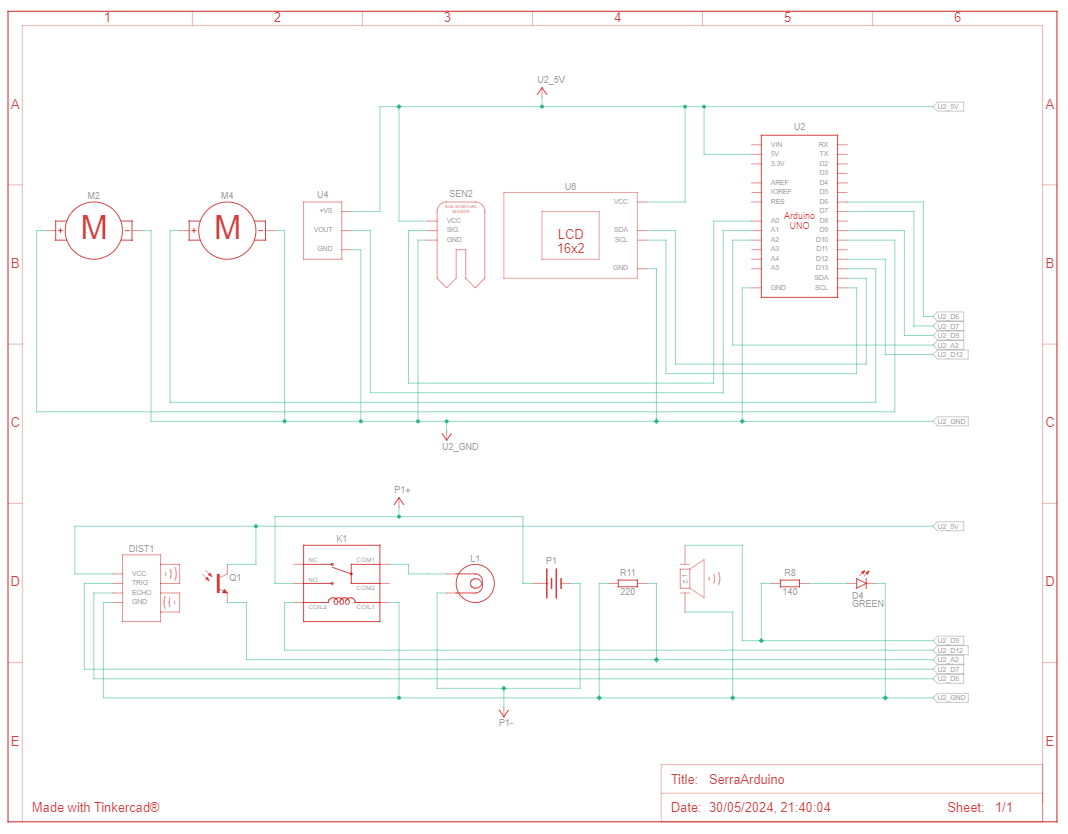 1 2 3 4 5 6
A A
U2_5V
U2_5V
U2
VIN RX
5V TX
3.3V D2
D3
AREF D4
IOREF D5
RES D6
D7
A0 D8
A1 D9
A2 D10
A3 D11
A4 D12
A5 D13
SDA
GND SCL
Arduino
UNO
M2
M
+ -
M4
M
+ -
U4
+VS
VOUT
GND
SEN2
SOIL MOISTURE
SENSOR
VCC
SIG
GND
U6
VCC
SDA
SCL
GND
LCD
16x2
B B
U2_D6
U2_D7
U2_D9
U2_A2
U2_D12
C C
U2_GND
U2_GND
P1+
U2_5V
DIST1
VCC
TRIG
ECHO
GND
Q1
K1
NC COM1
NO
COM2
COIL2 COIL1
L1
P1
R11
220
R8
140
D4
GREEN
D D
U2_D9
U2_D12
U2_A2
U2_D7
U2_D6
U2_GND
P1-
E E
Title: SerraArduino
Made with Tinkercad®
Date: 30/05/2024, 21:40:04 Sheet: 1/1